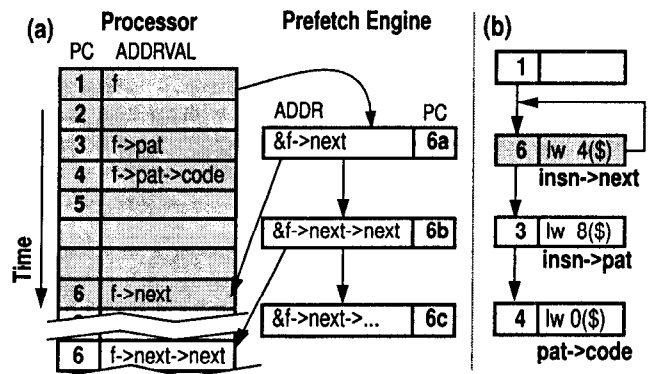 (a)
Processor
Prefetch Engine
(b)
PC ADDRVAL
1 f
2
3 f->pat
4 f->pat->code
5
6 f->next
6 f->next->next
Time
ADDR PC
&f->next 6a
&f->next->next 6b
&f->next->... 6c
1
6 lw 4($)
insn->next
3 lw 8($)
insn->pat
4 lw 0($)
pat->code